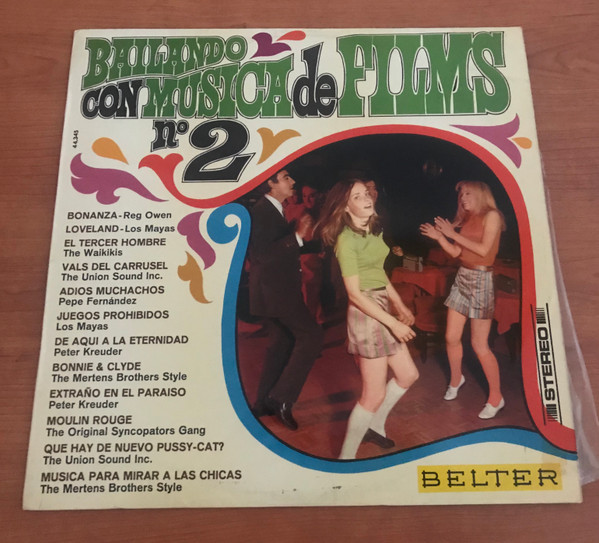 BAILANDO
CON MUSICA de FILMS
nº 2
44.345
BONANZA - Reg Owen
LOVELAND - Los Mayas
EL TERCER HOMBRE
The Waikikis
VALS DEL CARRUSEL
The Union Sound Inc.
ADIOS MUCHACHOS
Pepe Fernández
JUEGOS PROHIBIDOS
Los Mayas
DE AQUI A LA ETERNIDAD
Peter Kreuder
BONNIE & CLYDE
The Mertens Brothers Style
EXTRAÑO EN EL PARAISO
Peter Kreuder
MOULIN ROUGE
The Original Syncopators Gang
QUE HAY DE NUEVO PUSSY-CAT?
The Union Sound Inc.
MUSICA PARA MIRAR A LAS CHICAS
The Mertens Brothers Style
STEREO
BELTER